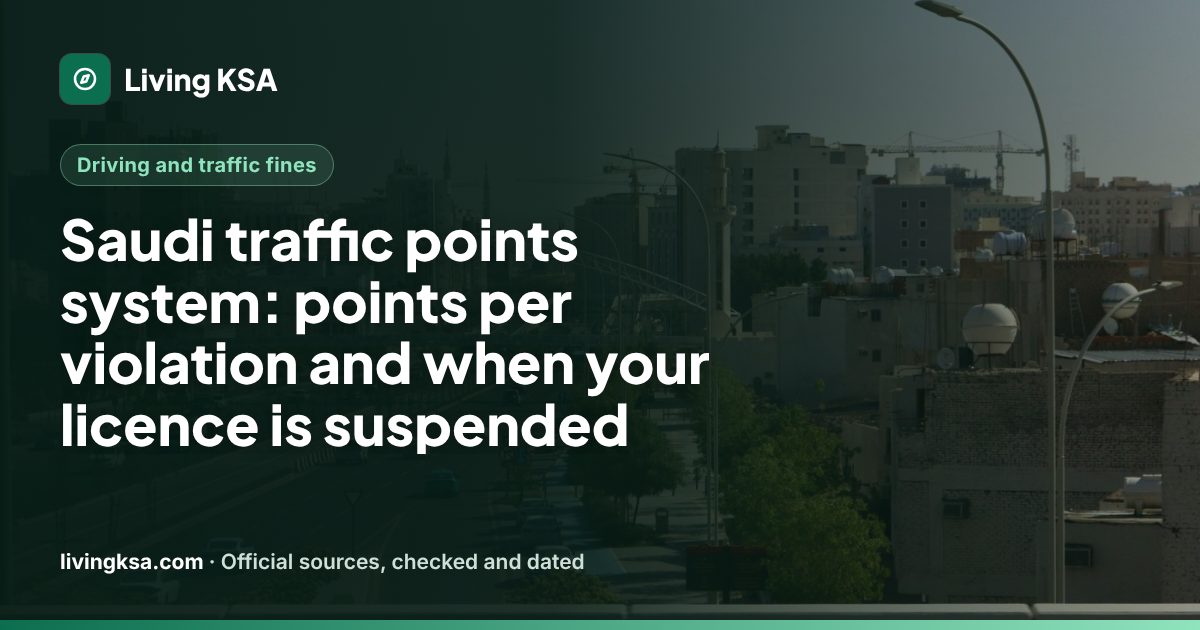 Living KSA
Driving and traffic fines
Saudi traffic points
system: points per
violation and when your
licence is suspended
livingksa.com · Official sources, checked and dated